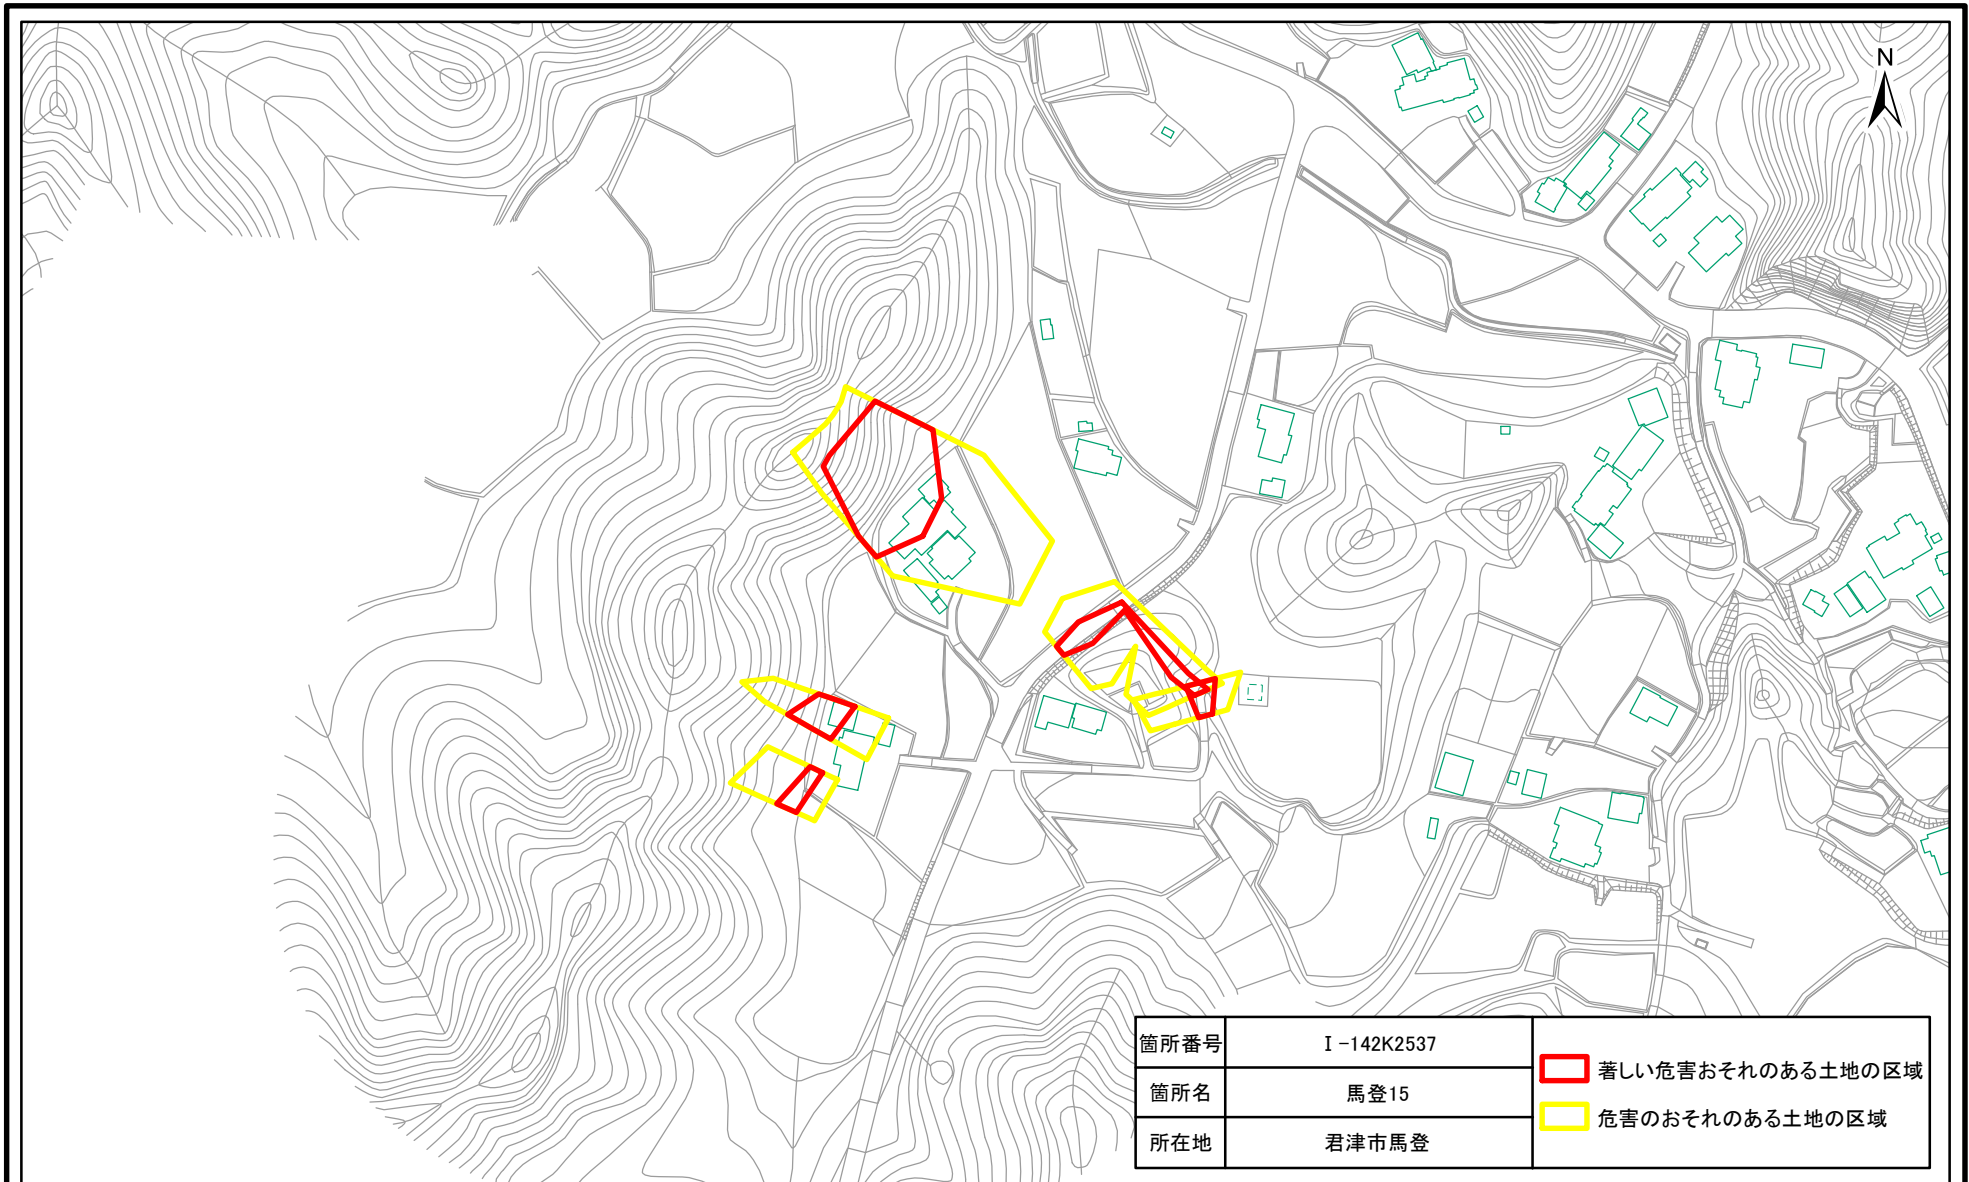 N
箇所番号 I-142K2537
箇所名 馬登15
所在地 君津市馬登
著しい危害おそれのある土地の区域
危害のおそれのある土地の区域